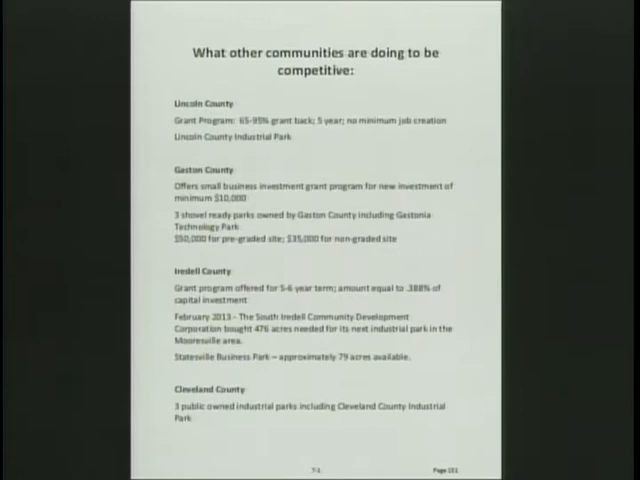 What other communities are doing to be
competitive:
Lincoln County
Grant Program: 65-95% grant back; 5 year; no minimum job creation
Lincoln County Industrial Park
Gaston County
Offers small business investment grant program for new investment of
minimum $10,000
3 shovel ready parks owned by Gaston County including Gastonia
Technology Park
$50,000 for pre-graded site; $35,000 for non-graded site
Iredell County
Grant program offered for 5-6 year term; amount equal to .388% of
capital investment
February 2013 - The South Iredell Community Development
Corporation bought 476 acres needed for its next industrial park in the
Mooresville area.
Statesville Business Park – approximately 79 acres available.
Cleveland County
3 public owned industrial parks including Cleveland County Industrial
Park
Page